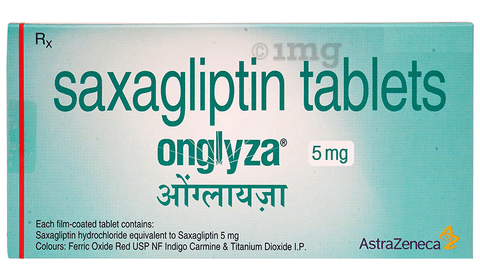 Rx
©1mg
saxagliptin tablets
onglyza® 5 mg
ओंग्लायज़ा
Each film-coated tablet contains:
Saxagliptin hydrochloride equivalent to Saxagliptin 5 mg
Colours: Ferric Oxide Red USP NF Indigo Carmine & Titanium Dioxide I.P.
AstraZeneca